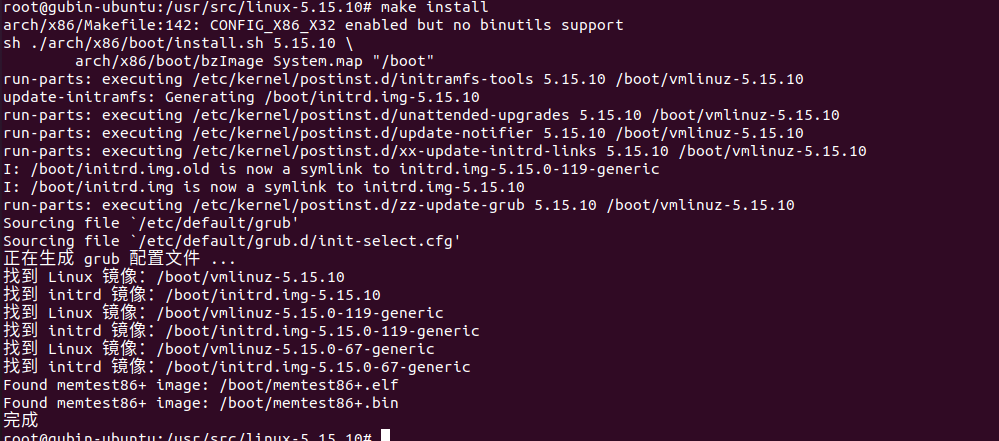 root@gubin-ubuntu:/usr/src/linux-5.15.10# make install
arch/x86/Makefile:142: CONFIG_X86_X32 enabled but no binutils support
sh ./arch/x86/boot/install.sh 5.15.10 \
        arch/x86/boot/bzImage System.map "/boot"
run-parts: executing /etc/kernel/postinst.d/initramfs-tools 5.15.10 /boot/vmlinuz-5.15.10
update-initramfs: Generating /boot/initrd.img-5.15.10
run-parts: executing /etc/kernel/postinst.d/unattended-upgrades 5.15.10 /boot/vmlinuz-5.15.10
run-parts: executing /etc/kernel/postinst.d/update-notifier 5.15.10 /boot/vmlinuz-5.15.10
run-parts: executing /etc/kernel/postinst.d/xx-update-initrd-links 5.15.10 /boot/vmlinuz-5.15.10
I: /boot/initrd.img.old is now a symlink to initrd.img-5.15.0-119-generic
I: /boot/initrd.img is now a symlink to initrd.img-5.15.10
run-parts: executing /etc/kernel/postinst.d/zz-update-grub 5.15.10 /boot/vmlinuz-5.15.10
Sourcing file `/etc/default/grub'
Sourcing file `/etc/default/grub.d/init-select.cfg'
正在生成 grub 配置文件 ...
找到 Linux 镜像：/boot/vmlinuz-5.15.10
找到 initrd 镜像：/boot/initrd.img-5.15.10
找到 Linux 镜像：/boot/vmlinuz-5.15.0-119-generic
找到 initrd 镜像：/boot/initrd.img-5.15.0-119-generic
找到 Linux 镜像：/boot/vmlinuz-5.15.0-67-generic
找到 initrd 镜像：/boot/initrd.img-5.15.0-67-generic
Found memtest86+ image: /boot/memtest86+.elf
Found memtest86+ image: /boot/memtest86+.bin
完成
root@gubin-ubuntu:/usr/src/linux-5.15.10#